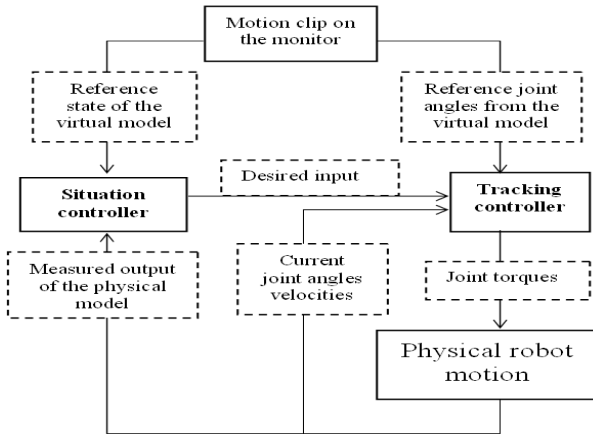 Motion clip on
the monitor
Reference
state of the
virtual model
Reference joint
angles from the
virtual model
Desired input
Situation
controller
Tracking
controller
Measured output
of the physical
model
Current
joint angles
velocities
Joint torques
Physical robot
motion